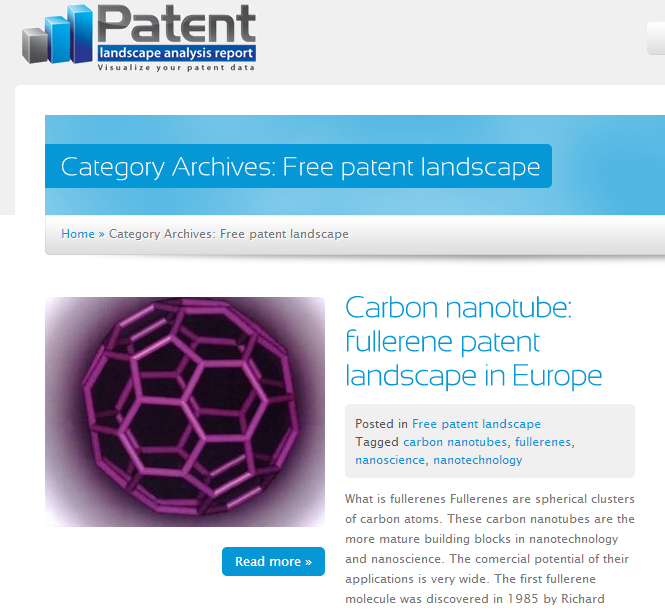 Patent
landscape analysis report
Visualize your patent data
Category Archives: Free patent landscape
Home » Category Archives: Free patent landscape
Carbon nanotube:
fullerene patent
landscape in Europe
Posted in Free patent landscape
Tagged carbon nanotubes, fullerenes,
nanoscience, nanotechnology
What is fullerenes Fullerenes are spherical clusters
of carbon atoms. These carbon nanotubes are the
more mature building blocks in nanotechnology
and nanoscience. The comercial potential of their
applications is very wide. The first fullerene
molecule was discovered in 1985 by Richard
Read more »